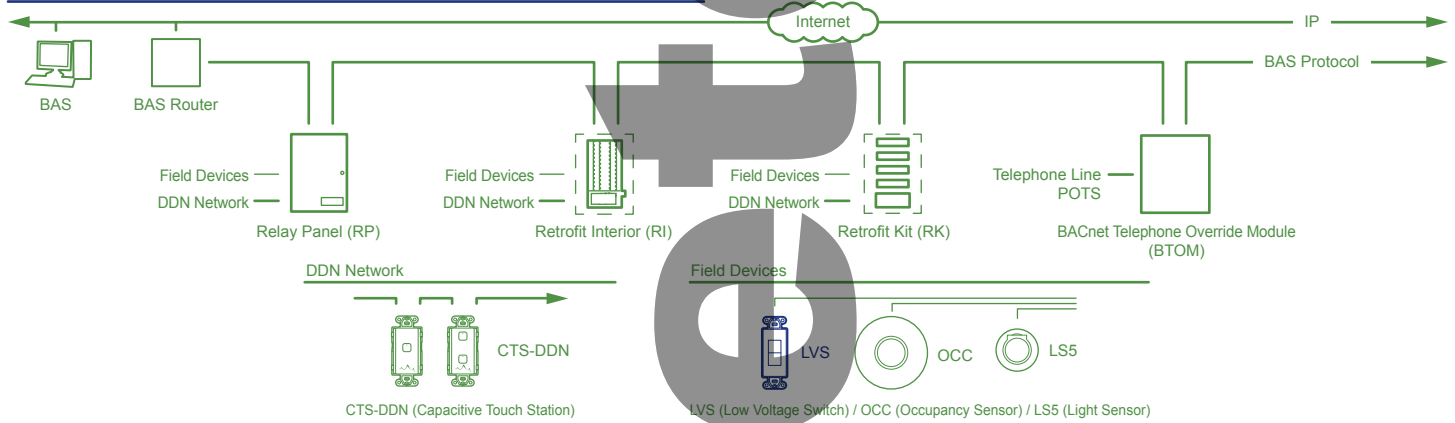 Internet
IP
BAS Protocol
BAS
BAS Router
Field Devices
DDN Network
Relay Panel (RP)
Field Devices
DDN Network
Retrofit Interior (RI)
Field Devices
DDN Network
Retrofit Kit (RK)
Telephone Line
POTS
BACnet Telephone Override Module
(BTOM)
DDN Network
CTS-DDN
CTS-DDN (Capacitive Touch Station)
Field Devices
LVS
OCC
LS5
LVS (Low Voltage Switch) / OCC (Occupancy Sensor) / LS5 (Light Sensor)